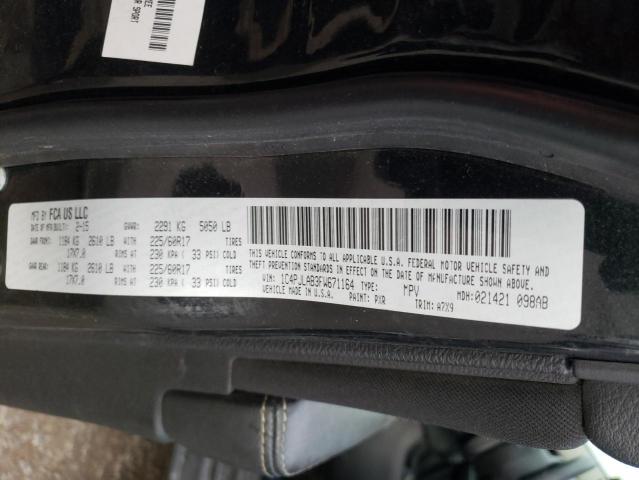 EE
R SPORT
MFD BY FCA US LLC
DATE OF MFR(BUILT): 2-15 GVWR: 2291 KG 5050 LB
GAWR FRONT: 1184 KG 2610 LB WITH 225/60R17 TIRES
17X7.0 RIMS AT 230 KPA ( 33 PSI) COLD
GAWR REAR: 1184 KG 2610 LB WITH 225/60R17 TIRES
17X7.0 RIMS AT 230 KPA ( 33 PSI) COLD
THIS VEHICLE CONFORMS TO ALL APPLICABLE U.S.A. FEDERAL MOTOR VEHICLE SAFETY AND
THEFT PREVENTION STANDARDS IN EFFECT ON THE DATE OF MANUFACTURE SHOWN ABOVE.
VIN: 1C4PJLAB3FW671164 TYPE: MPV MDH: 021421 098AB
VEHICLE MADE IN U.S.A. PAINT: PXR TRIM: A7X9